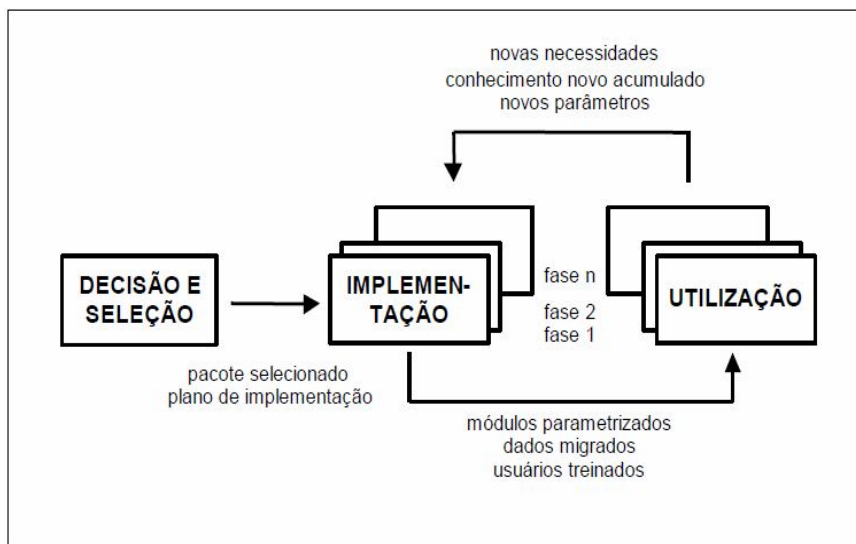 novas necessidades
conhecimento novo acumulado
novos parâmetros
DECISÃO E
SELEÇÃO
IMPLEMEN-
TAÇÃO
fase n
fase 2
fase 1
UTILIZAÇÃO
pacote selecionado
plano de implementação
módulos parametrizados
dados migrados
usuários treinados